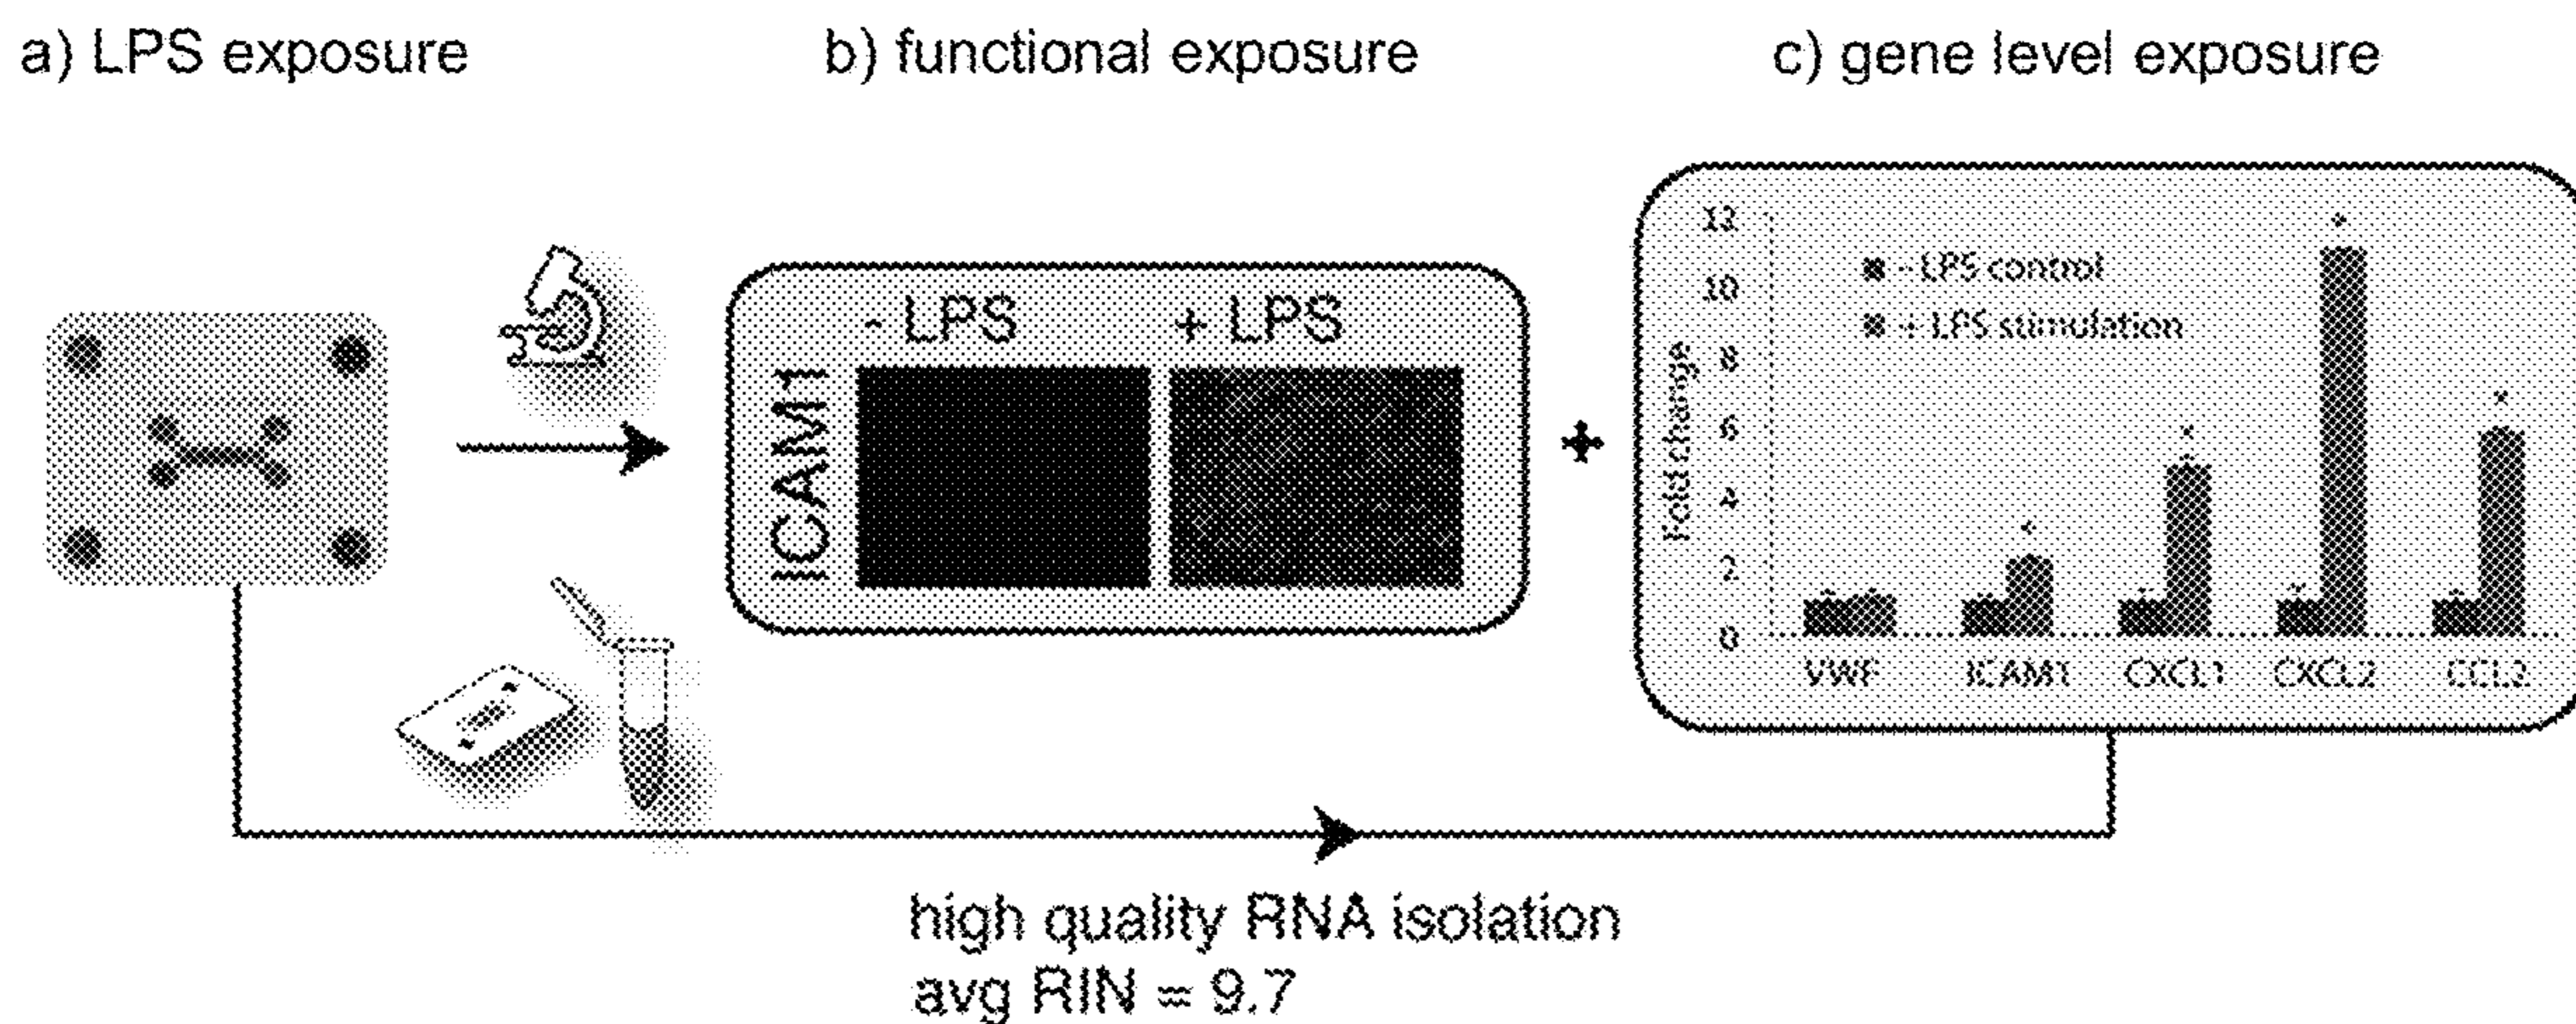 a) LPS exposure
b) functional exposure
c) gene level exposure
- LPS
+ LPS
ICAM1
+
12
10
8
6
4
2
0
Fold change
- LPS control
+ LPS stimulation
VWF
ICAM1
CXCL1
CXCL2
CCL2
high quality RNA isolation
avg RIN = 9.7